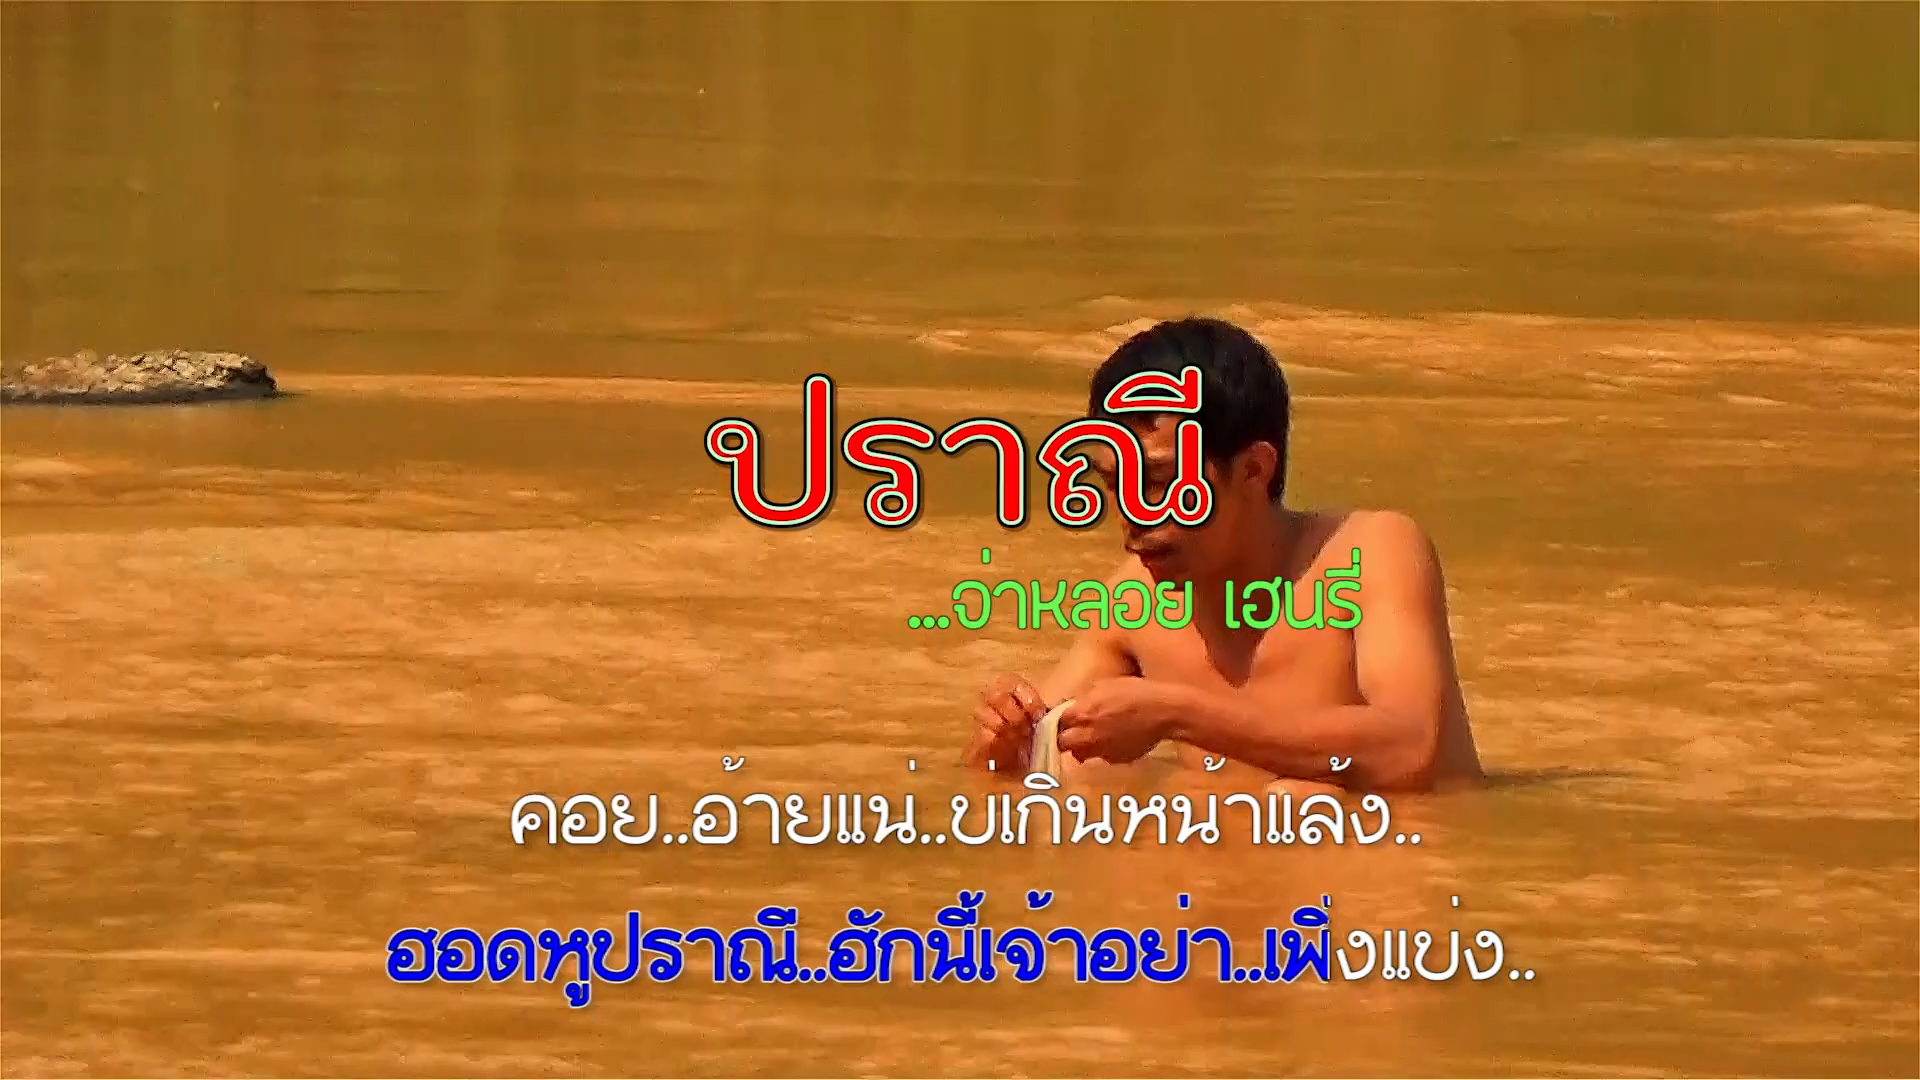 ปราณี
...จ่าหลอย เฮนรี่
คอย..อ้ายแน่..บ่เกินหน้าแล้ง..
ฮอดหูปราณี..ฮักนี้เจ้าอย่า..เพิ่งแบ่ง..